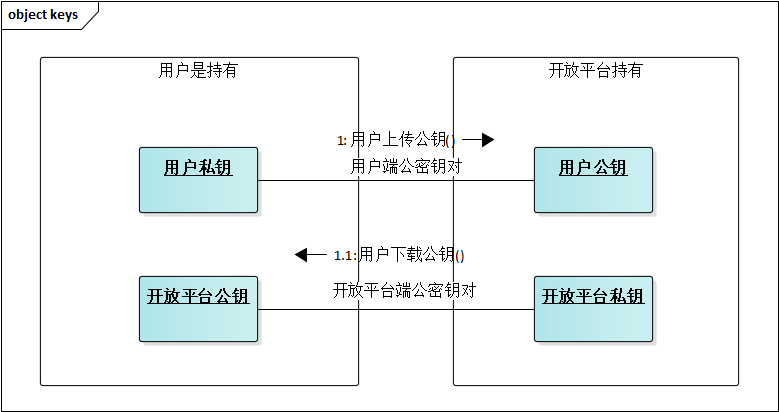 object keys
用户是持有
开放平台持有
1: 用户上传公钥()
用户私钥
用户端公密钥对
用户公钥
1.1:用户下载公钥()
开放平台公钥
开放平台端公密钥对
开放平台私钥